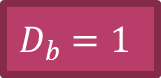 D_b = 1